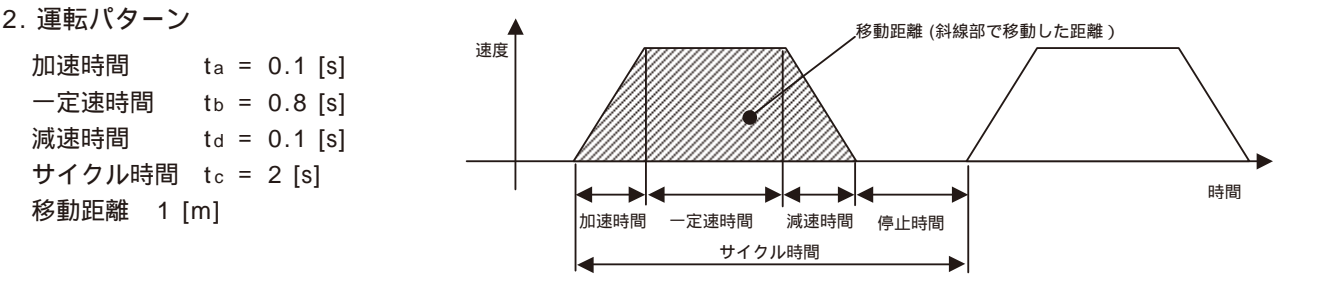 2. 運転パターン
加速時間 ta = 0.1 [s]
一定速時間 tb = 0.8 [s]
減速時間 td = 0.1 [s]
サイクル時間 tc = 2 [s]
移動距離 1 [m]
移動距離 (斜線部で移動した距離 )
速度
時間
加速時間 一定速時間 減速時間 停止時間
サイクル時間